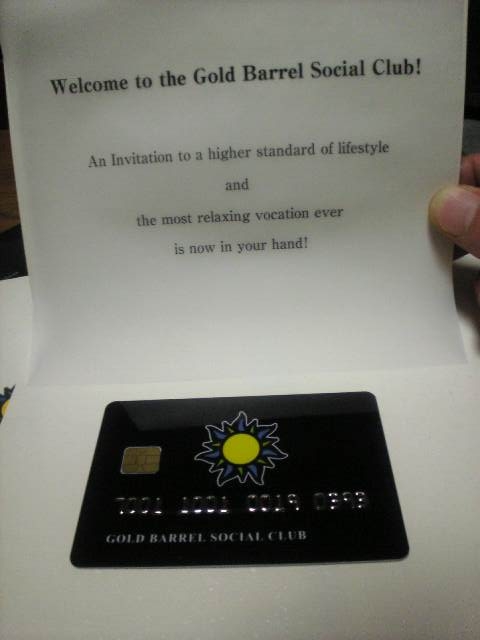 Welcome to the Gold Barrel Social Club!
An Invitation to a higher standard of lifestyle
and
the most relaxing vocation ever
is now in your hand!
7001 1001 0019 0393
GOLD BARREL SOCIAL CLUB